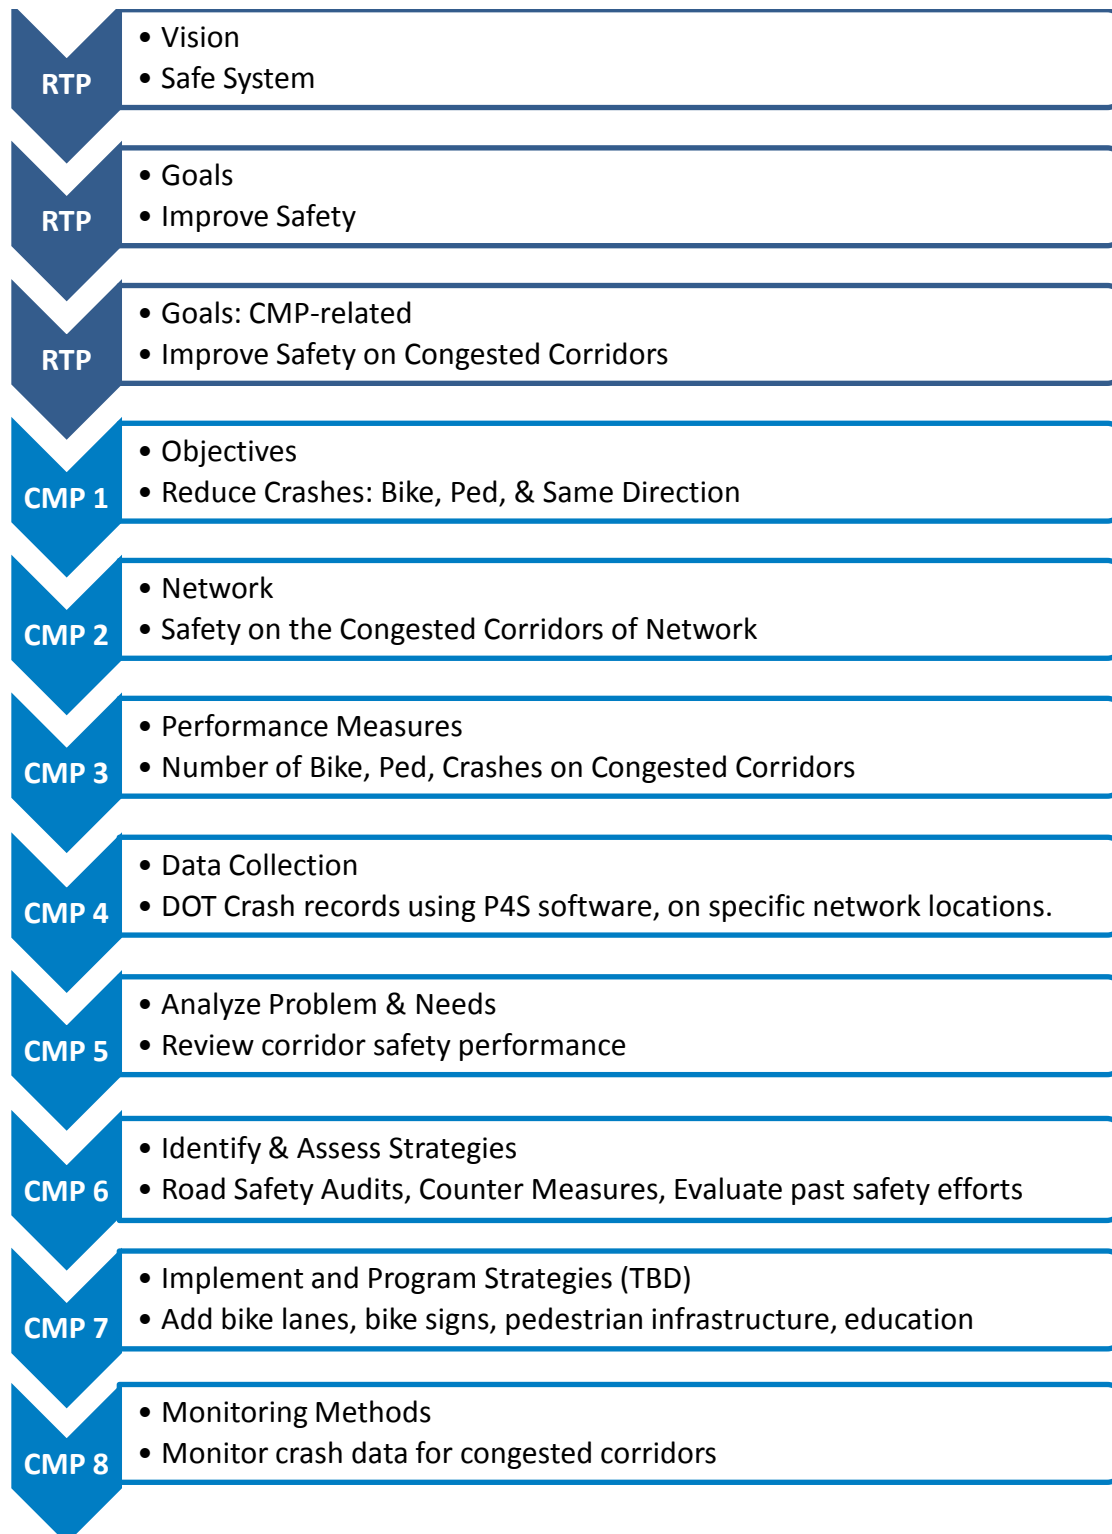 RTP
• Vision
• Safe System
RTP
• Goals
• Improve Safety
RTP
• Goals: CMP-related
• Improve Safety on Congested Corridors
CMP 1
• Objectives
• Reduce Crashes: Bike, Ped, & Same Direction
CMP 2
• Network
• Safety on the Congested Corridors of Network
CMP 3
• Performance Measures
• Number of Bike, Ped, Crashes on Congested Corridors
CMP 4
• Data Collection
• DOT Crash records using P4S software, on specific network locations.
CMP 5
• Analyze Problem & Needs
• Review corridor safety performance
CMP 6
• Identify & Assess Strategies
• Road Safety Audits, Counter Measures, Evaluate past safety efforts
CMP 7
• Implement and Program Strategies (TBD)
• Add bike lanes, bike signs, pedestrian infrastructure, education
CMP 8
• Monitoring Methods
• Monitor crash data for congested corridors